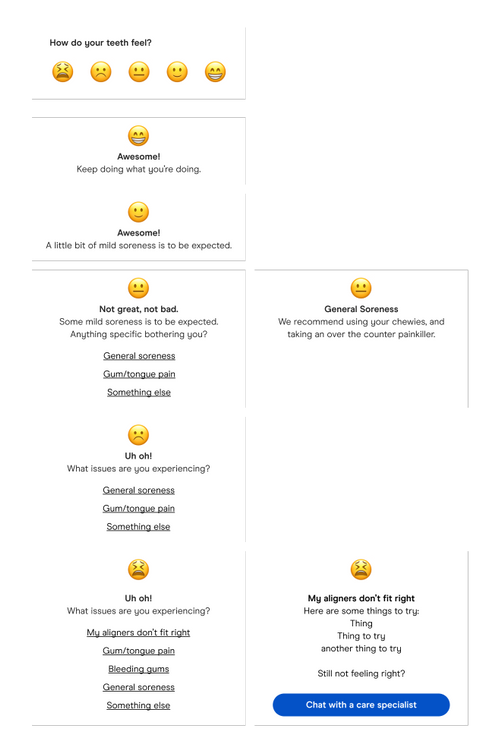 How do your teeth feel?
Awesome!
Keep doing what you're doing.
Awesome!
A little bit of mild soreness is to be expected.
Not great, not bad.
Some mild soreness is to be expected.
Anything specific bothering you?
General soreness
Gum/tongue pain
Something else
General Soreness
We recommend using your chewies, and
taking an over the counter painkiller.
Uh oh!
What issues are you experiencing?
General soreness
Gum/tongue pain
Something else
Uh oh!
What issues are you experiencing?
My aligners don't fit right
Gum/tongue pain
Bleeding gums
General soreness
Something else
My aligners don't fit right
Here are some things to try:
Thing
Thing to try
another thing to try
Still not feeling right?
Chat with a care specialist